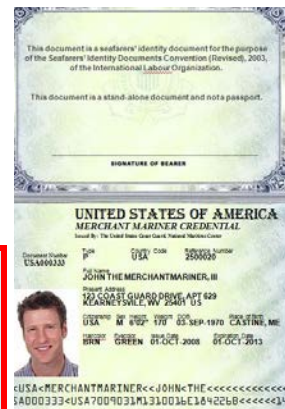 This document is a seafarers' identity document for the purpose
of the Seafarers' Identity Documents Convention (Revised), 2003,
of the International Labour Organization.
This document is a stand-alone document and not a passport.
SIGNATURE OF BEARER
UNITED STATES OF AMERICA
MERCHANT MARINER CREDENTIAL
Issued By: The United States Coast Guard, National Maritime Center
Document Number Type Country Code Reference Number
USA000333 P USA 2500020
Full Name
JOHN THE MERCHANTMARINER, III
Present Address
123 COAST GUARD DRIVE, APT 629
KEARNEYSVILLE, WV 25401 US
Citizenship Sex Height Weight DOB Place of Birth
USA M 6'02" 170 03-SEP-1970 CASTINE, ME
Hair Color Eye Color Issue Date Expiration Date
BRN GREEN 01-OCT-2008 01-OCT-2013
<USA<MERCHANTMARINER<<JOHN<THE<<<<<<<<<<<<